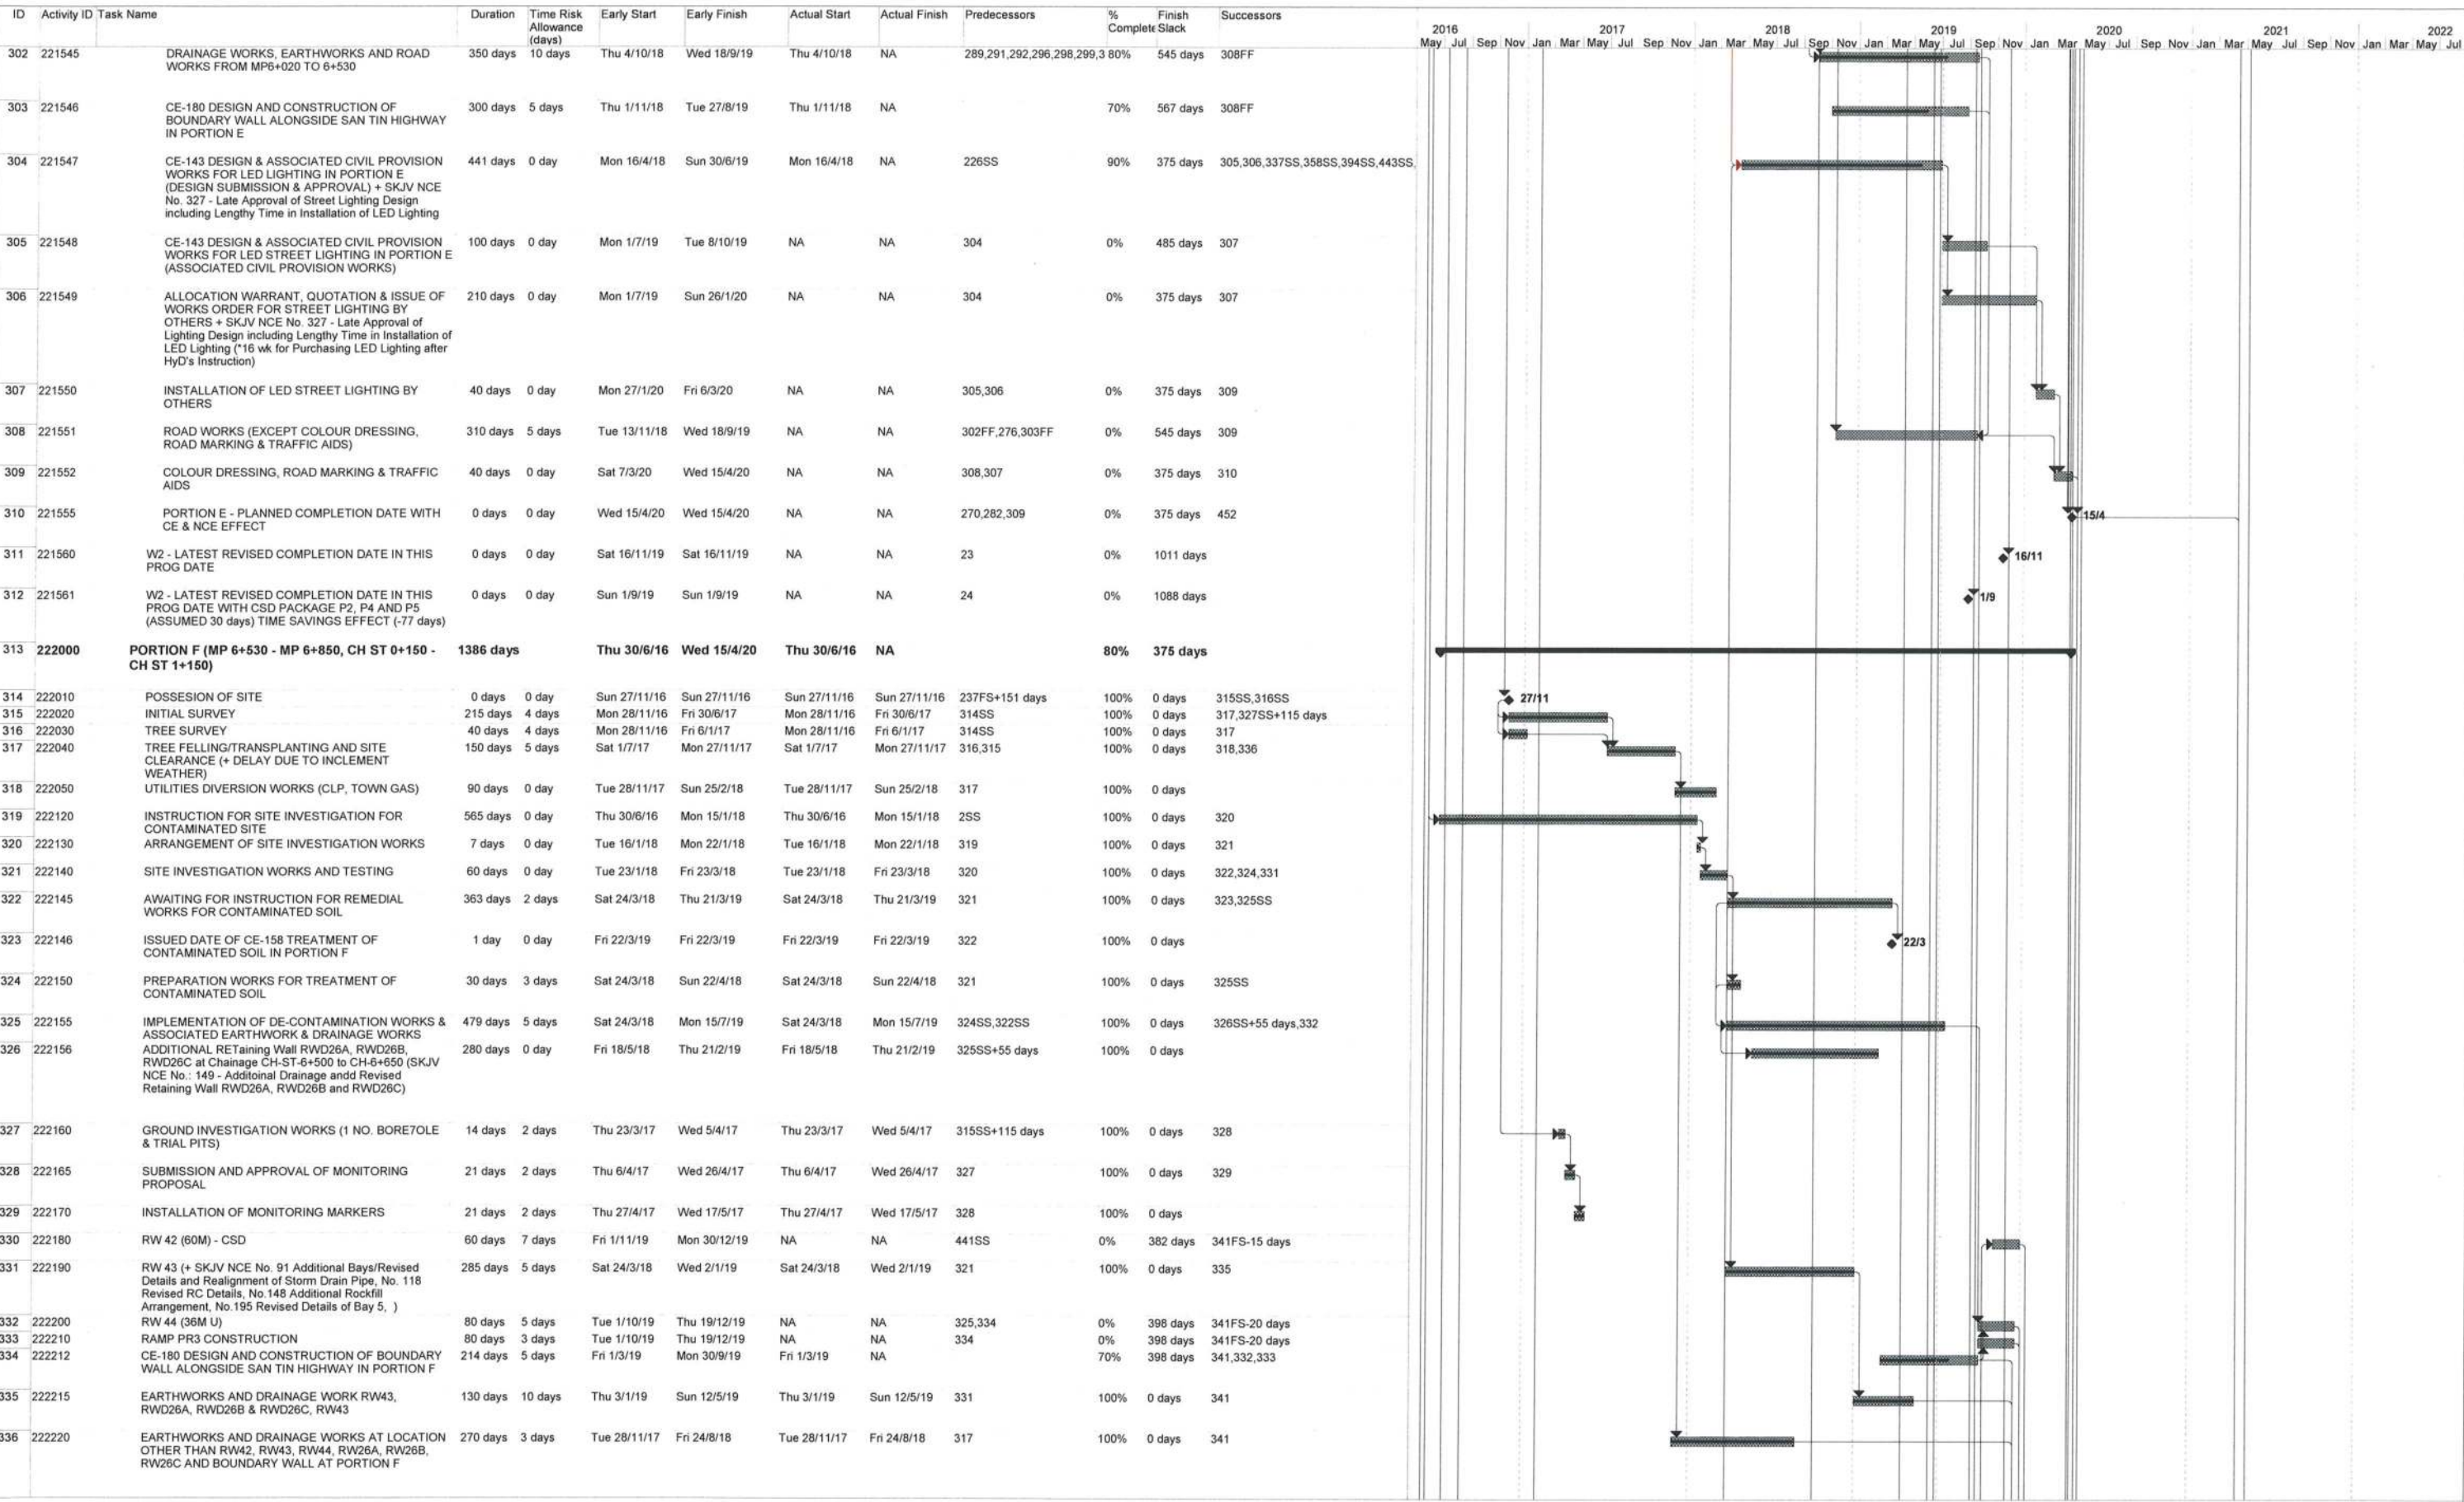 ID Activity ID Task Name Duration Time Risk Allowance (days) Early Start Early Finish Actual Start Actual Finish Predecessors % Complete Finish Slack Successors
2016 2017 2018 2019 2020 2021 2022
May Jul Sep Nov Jan Mar May Jul Sep Nov Jan Mar May Jul Sep Nov Jan Mar May Jul Sep Nov Jan Mar May Jul Sep Nov Jan Mar May Jul Sep Nov Jan Mar May Jul
302 221545 DRAINAGE WORKS, EARTHWORKS AND ROAD 350 days 10 days Thu 4/10/18 Wed 18/9/19 Thu 4/10/18 NA 289,291,292,296,298,299,3 80% 545 days 308FF
WORKS FROM MP6+020 TO 6+530
303 221546 CE-180 DESIGN AND CONSTRUCTION OF 300 days 5 days Thu 1/11/18 Tue 27/8/19 Thu 1/11/18 NA 70% 567 days 308FF
BOUNDARY WALL ALONGSIDE SAN TIN HIGHWAY
IN PORTION E
304 221547 CE-143 DESIGN & ASSOCIATED CIVIL PROVISION 441 days 0 day Mon 16/4/18 Sun 30/6/19 Mon 16/4/18 NA 226SS 90% 375 days 305,306,337SS,358SS,394SS,443SS,
WORKS FOR LED LIGHTING IN PORTION E
(DESIGN SUBMISSION & APPROVAL) + SKJV NCE
No. 327 - Late Approval of Street Lighting Design
including Lengthy Time in Installation of LED Lighting
305 221548 CE-143 DESIGN & ASSOCIATED CIVIL PROVISION 100 days 0 day Mon 1/7/19 Tue 8/10/19 NA NA 304 0% 485 days 307
WORKS FOR LED STREET LIGHTING IN PORTION E
(ASSOCIATED CIVIL PROVISION WORKS)
306 221549 ALLOCATION WARRANT, QUOTATION & ISSUE OF 210 days 0 day Mon 1/7/19 Sun 26/1/20 NA NA 304 0% 375 days 307
WORKS ORDER FOR STREET LIGHTING BY
OTHERS + SKJV NCE No. 327 - Late Approval of
Lighting Design including Lengthy Time in Installation of
LED Lighting (*16 wk for Purchasing LED Lighting after
HyD's Instruction)
307 221550 INSTALLATION OF LED STREET LIGHTING BY 40 days 0 day Mon 27/1/20 Fri 6/3/20 NA NA 305,306 0% 375 days 309
OTHERS
308 221551 ROAD WORKS (EXCEPT COLOUR DRESSING, 310 days 5 days Tue 13/11/18 Wed 18/9/19 NA NA 302FF,276,303FF 0% 545 days 309
ROAD MARKING & TRAFFIC AIDS)
309 221552 COLOUR DRESSING, ROAD MARKING & TRAFFIC 40 days 0 day Sat 7/3/20 Wed 15/4/20 NA NA 308,307 0% 375 days 310
AIDS
310 221555 PORTION E - PLANNED COMPLETION DATE WITH 0 days 0 day Wed 15/4/20 Wed 15/4/20 NA NA 270,282,309 0% 375 days 452 15/4
CE & NCE EFFECT
311 221560 W2 - LATEST REVISED COMPLETION DATE IN THIS 0 days 0 day Sat 16/11/19 Sat 16/11/19 NA NA 23 0% 1011 days 16/11
PROG DATE
312 221561 W2 - LATEST REVISED COMPLETION DATE IN THIS 0 days 0 day Sun 1/9/19 Sun 1/9/19 NA NA 24 0% 1088 days 1/9
PROG DATE WITH CSD PACKAGE P2, P4 AND P5
(ASSUMED 30 days) TIME SAVINGS EFFECT (-77 days)
313 222000 PORTION F (MP 6+530 - MP 6+850, CH ST 0+150 - 1386 days Thu 30/6/16 Wed 15/4/20 Thu 30/6/16 NA 80% 375 days
CH ST 1+150)
314 222010 POSSESION OF SITE 0 days 0 day Sun 27/11/16 Sun 27/11/16 Sun 27/11/16 Sun 27/11/16 237FS+151 days 100% 0 days 315SS,316SS 27/11
315 222020 INITIAL SURVEY 215 days 4 days Mon 28/11/16 Fri 30/6/17 Mon 28/11/16 Fri 30/6/17 314SS 100% 0 days 317,327SS+115 days
316 222030 TREE SURVEY 40 days 4 days Mon 28/11/16 Fri 6/1/17 Mon 28/11/16 Fri 6/1/17 314SS 100% 0 days 317
317 222040 TREE FELLING/TRANSPLANTING AND SITE 150 days 5 days Sat 1/7/17 Mon 27/11/17 Sat 1/7/17 Mon 27/11/17 316,315 100% 0 days 318,336
CLEARANCE (+ DELAY DUE TO INCLEMENT
WEATHER)
318 222050 UTILITIES DIVERSION WORKS (CLP, TOWN GAS) 90 days 0 day Tue 28/11/17 Sun 25/2/18 Tue 28/11/17 Sun 25/2/18 317 100% 0 days
319 222120 INSTRUCTION FOR SITE INVESTIGATION FOR 565 days 0 day Thu 30/6/16 Mon 15/1/18 Thu 30/6/16 Mon 15/1/18 2SS 100% 0 days 320
CONTAMINATED SITE
320 222130 ARRANGEMENT OF SITE INVESTIGATION WORKS 7 days 0 day Tue 16/1/18 Mon 22/1/18 Tue 16/1/18 Mon 22/1/18 319 100% 0 days 321
321 222140 SITE INVESTIGATION WORKS AND TESTING 60 days 0 day Tue 23/1/18 Fri 23/3/18 Tue 23/1/18 Fri 23/3/18 320 100% 0 days 322,324,331
322 222145 AWAITING FOR INSTRUCTION FOR REMEDIAL 363 days 2 days Sat 24/3/18 Thu 21/3/19 Sat 24/3/18 Thu 21/3/19 321 100% 0 days 323,325SS
WORKS FOR CONTAMINATED SOIL
323 222146 ISSUED DATE OF CE-158 TREATMENT OF 1 day 0 day Fri 22/3/19 Fri 22/3/19 Fri 22/3/19 Fri 22/3/19 322 100% 0 days 22/3
CONTAMINATED SOIL IN PORTION F
324 222150 PREPARATION WORKS FOR TREATMENT OF 30 days 3 days Sat 24/3/18 Sun 22/4/18 Sat 24/3/18 Sun 22/4/18 321 100% 0 days 325SS
CONTAMINATED SOIL
325 222155 IMPLEMENTATION OF DE-CONTAMINATION WORKS & 479 days 5 days Sat 24/3/18 Mon 15/7/19 Sat 24/3/18 Mon 15/7/19 324SS,322SS 100% 0 days 326SS+55 days,332
ASSOCIATED EARTHWORK & DRAINAGE WORKS
326 222156 ADDITIONAL RETaining Wall RWD26A, RWD26B, 280 days 0 day Fri 18/5/18 Thu 21/2/19 Fri 18/5/18 Thu 21/2/19 325SS+55 days 100% 0 days
RWD26C at Chainage CH-ST-6+500 to CH-6+650 (SKJV
NCE No.: 149 - Additoinal Drainage andd Revised
Retaining Wall RWD26A, RWD26B and RWD26C)
327 222160 GROUND INVESTIGATION WORKS (1 NO. BORE7OLE 14 days 2 days Thu 23/3/17 Wed 5/4/17 Thu 23/3/17 Wed 5/4/17 315SS+115 days 100% 0 days 328
& TRIAL PITS)
328 222165 SUBMISSION AND APPROVAL OF MONITORING 21 days 2 days Thu 6/4/17 Wed 26/4/17 Thu 6/4/17 Wed 26/4/17 327 100% 0 days 329
PROPOSAL
329 222170 INSTALLATION OF MONITORING MARKERS 21 days 2 days Thu 27/4/17 Wed 17/5/17 Thu 27/4/17 Wed 17/5/17 328 100% 0 days
330 222180 RW 42 (60M) - CSD 60 days 7 days Fri 1/11/19 Mon 30/12/19 NA NA 441SS 0% 382 days 341FS-15 days
331 222190 RW 43 (+ SKJV NCE No. 91 Additional Bays/Revised 285 days 5 days Sat 24/3/18 Wed 2/1/19 Sat 24/3/18 Wed 2/1/19 321 100% 0 days 335
Details and Realignment of Storm Drain Pipe, No. 118
Revised RC Details, No.148 Additional Rockfill
Arrangement, No.195 Revised Details of Bay 5, )
332 222200 RW 44 (36M U) 80 days 5 days Tue 1/10/19 Thu 19/12/19 NA NA 325,334 0% 398 days 341FS-20 days
333 222210 RAMP PR3 CONSTRUCTION 80 days 3 days Tue 1/10/19 Thu 19/12/19 NA NA 334 0% 398 days 341FS-20 days
334 222212 CE-180 DESIGN AND CONSTRUCTION OF BOUNDARY 214 days 5 days Fri 1/3/19 Mon 30/9/19 Fri 1/3/19 NA 70% 398 days 341,332,333
WALL ALONGSIDE SAN TIN HIGHWAY IN PORTION F
335 222215 EARTHWORKS AND DRAINAGE WORK RW43, 130 days 10 days Thu 3/1/19 Sun 12/5/19 Thu 3/1/19 Sun 12/5/19 331 100% 0 days 341
RWD26A, RWD26B & RWD26C, RW43
336 222220 EARTHWORKS AND DRAINAGE WORKS AT LOCATION 270 days 3 days Tue 28/11/17 Fri 24/8/18 Tue 28/11/17 Fri 24/8/18 317 100% 0 days 341
OTHER THAN RW42, RW43, RW44, RW26A, RW26B,
RW26C AND BOUNDARY WALL AT PORTION F